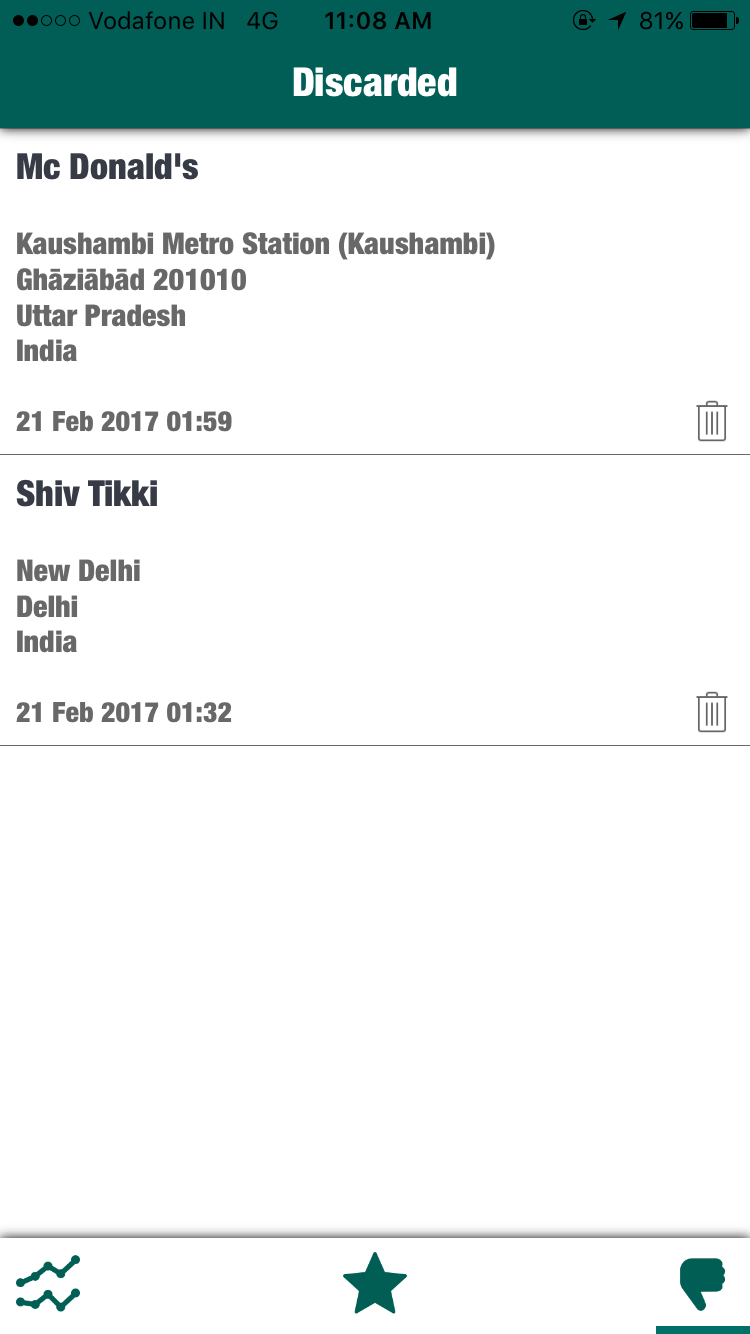 Vodafone IN 4G 11:08 AM 81%
Discarded
Mc Donald's
Kaushambi Metro Station (Kaushambi)
Ghāziābād 201010
Uttar Pradesh
India
21 Feb 2017 01:59
Shiv Tikki
New Delhi
Delhi
India
21 Feb 2017 01:32